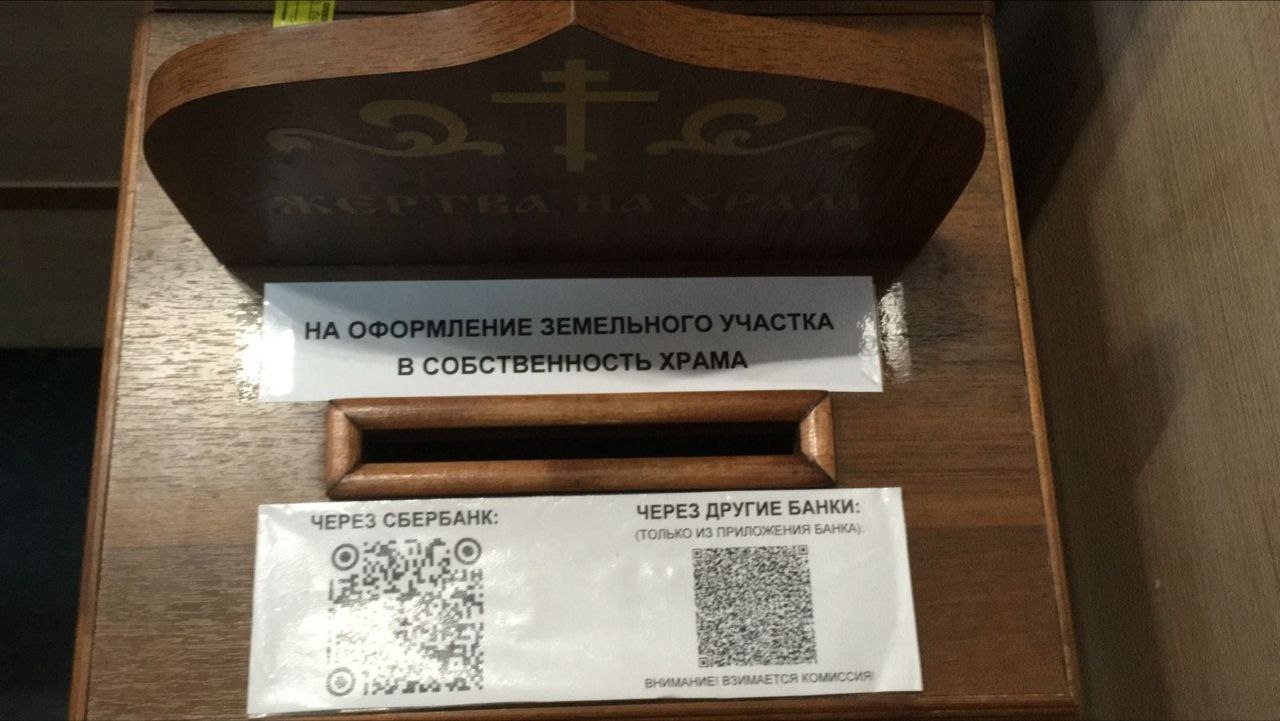 ЖЕРТВА НА ХРАМ
НА ОФОРМЛЕНИЕ ЗЕМЕЛЬНОГО УЧАСТКА
В СОБСТВЕННОСТЬ ХРАМА
ЧЕРЕЗ СБЕРБАНК:
ЧЕРЕЗ ДРУГИЕ БАНКИ:
(ТОЛЬКО ИЗ ПРИЛОЖЕНИЯ БАНКА):
ВНИМАНИЕ! ВЗИМАЕТСЯ КОМИССИЯ!